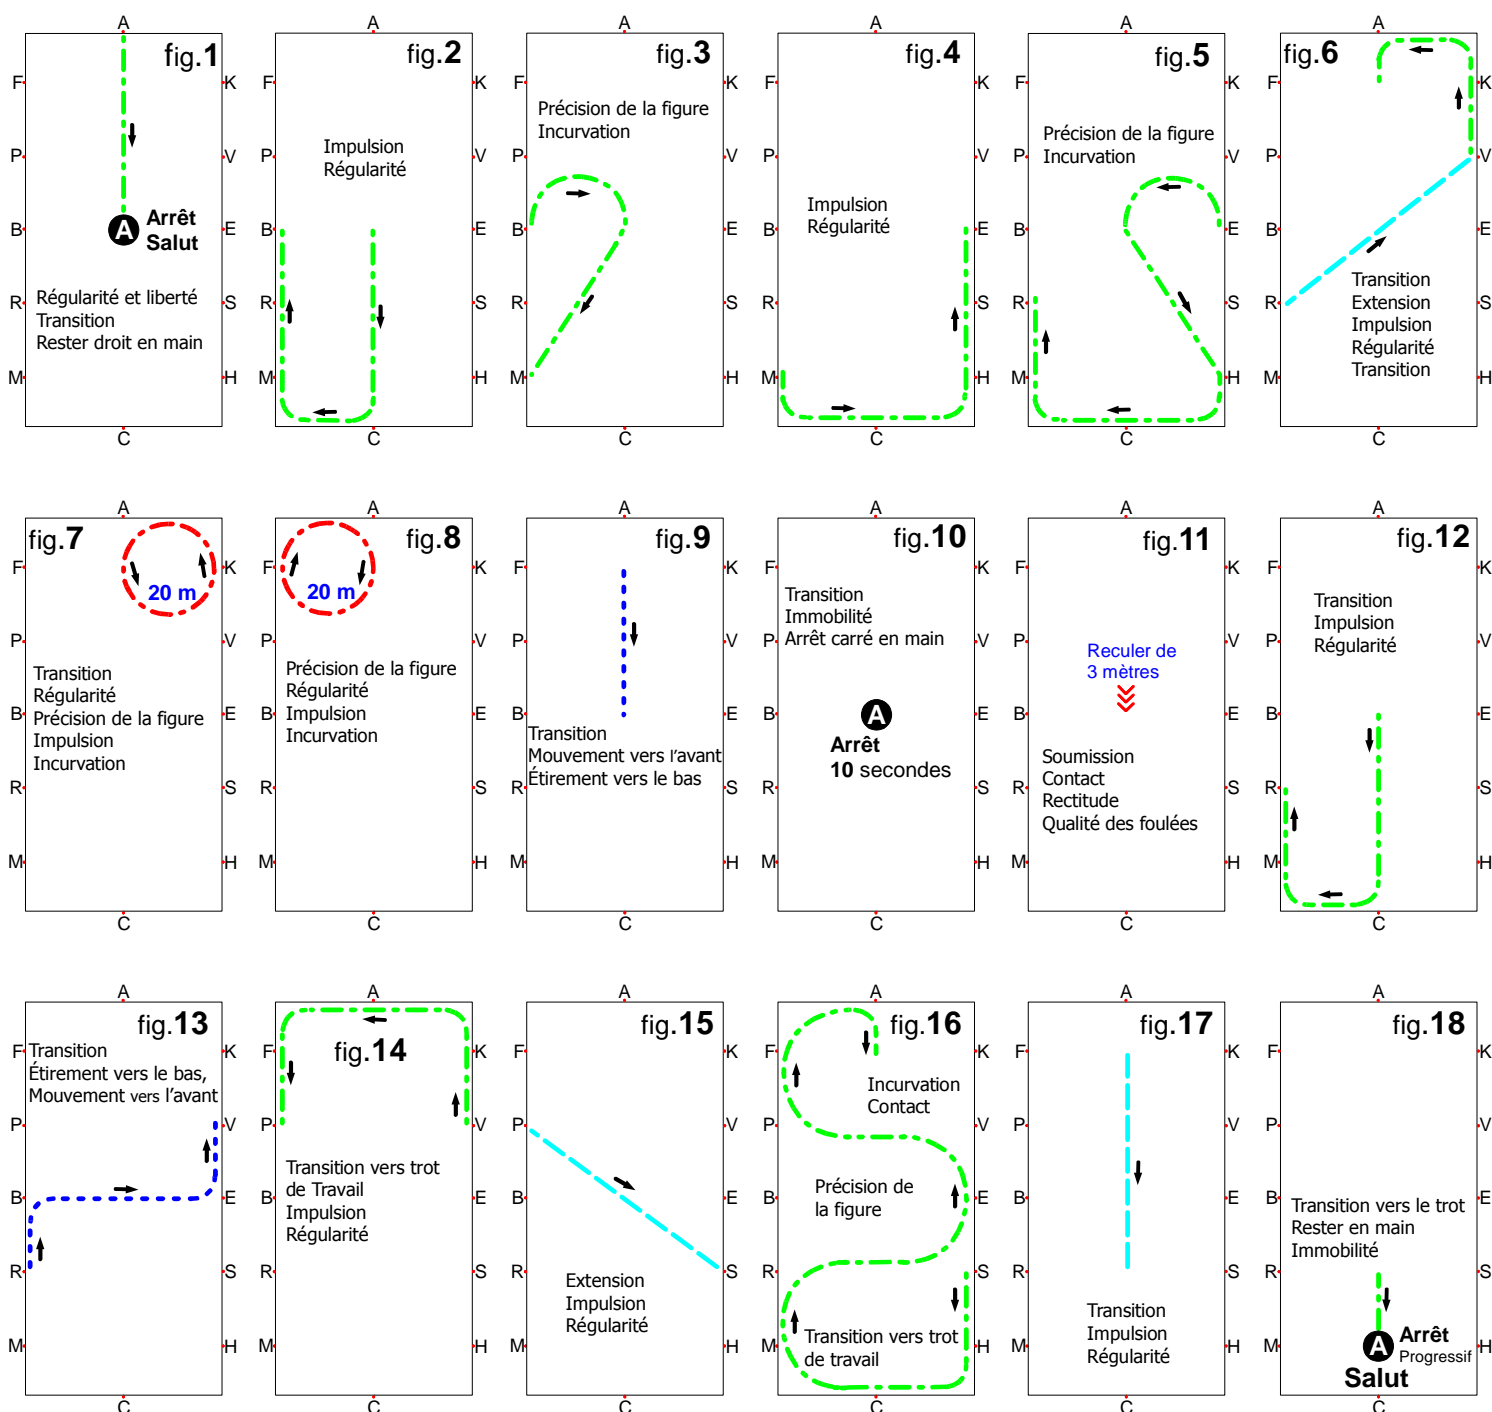 A
fig.1
F
K
P
V
A
Arrêt
Salut
B
E
Régularité et liberté
Transition
Rester droit en main
R
S
M
H
C
A
fig.2
F
K
Impulsion
Régularité
P
V
B
E
R
S
M
H
C
A
fig.3
F
K
Précision de la figure
Incurvation
P
V
B
E
R
S
M
H
C
A
fig.4
F
K
P
V
Impulsion
Régularité
B
E
R
S
M
H
C
A
fig.5
F
K
Précision de la figure
Incurvation
P
V
B
E
R
S
M
H
C
A
fig.6
F
K
P
V
B
E
Transition
Extension
Impulsion
Régularité
Transition
R
S
M
H
C
A
fig.7
F
K
20 m
P
V
Transition
Régularité
Précision de la figure
Impulsion
Incurvation
B
E
R
S
M
H
C
A
fig.8
F
K
20 m
P
V
Précision de la figure
Régularité
Impulsion
Incurvation
B
E
R
S
M
H
C
A
fig.9
F
K
P
V
B
E
Transition
Mouvement vers l'avant
Étirement vers le bas
R
S
M
H
C
A
fig.10
F
K
Transition
Immobilité
Arrêt carré en main
P
V
A
B
E
Arrêt
10 secondes
R
S
M
H
C
A
fig.11
F
K
P
V
Reculer de
3 mètres
B
E
Soumission
Contact
Rectitude
Qualité des foulées
R
S
M
H
C
A
fig.12
F
K
Transition
Impulsion
Régularité
P
V
B
E
R
S
M
H
C
A
fig.13
F
K
Transition
Étirement vers le bas,
Mouvement vers l'avant
P
V
B
E
R
S
M
H
C
A
fig.14
F
K
P
V
Transition vers trot
de Travail
Impulsion
Régularité
B
E
R
S
M
H
C
A
fig.15
F
K
P
V
B
E
Extension
Impulsion
Régularité
R
S
M
H
C
A
fig.16
F
K
Incurvation
Contact
P
V
Précision de
la figure
B
E
R
S
Transition vers trot
de travail
M
H
C
A
fig.17
F
K
P
V
B
E
R
S
Transition
Impulsion
Régularité
M
H
C
A
fig.18
F
K
P
V
B
E
Transition vers le trot
Rester en main
Immobilité
R
S
A
Arrêt
Progressif
Salut
M
H
C